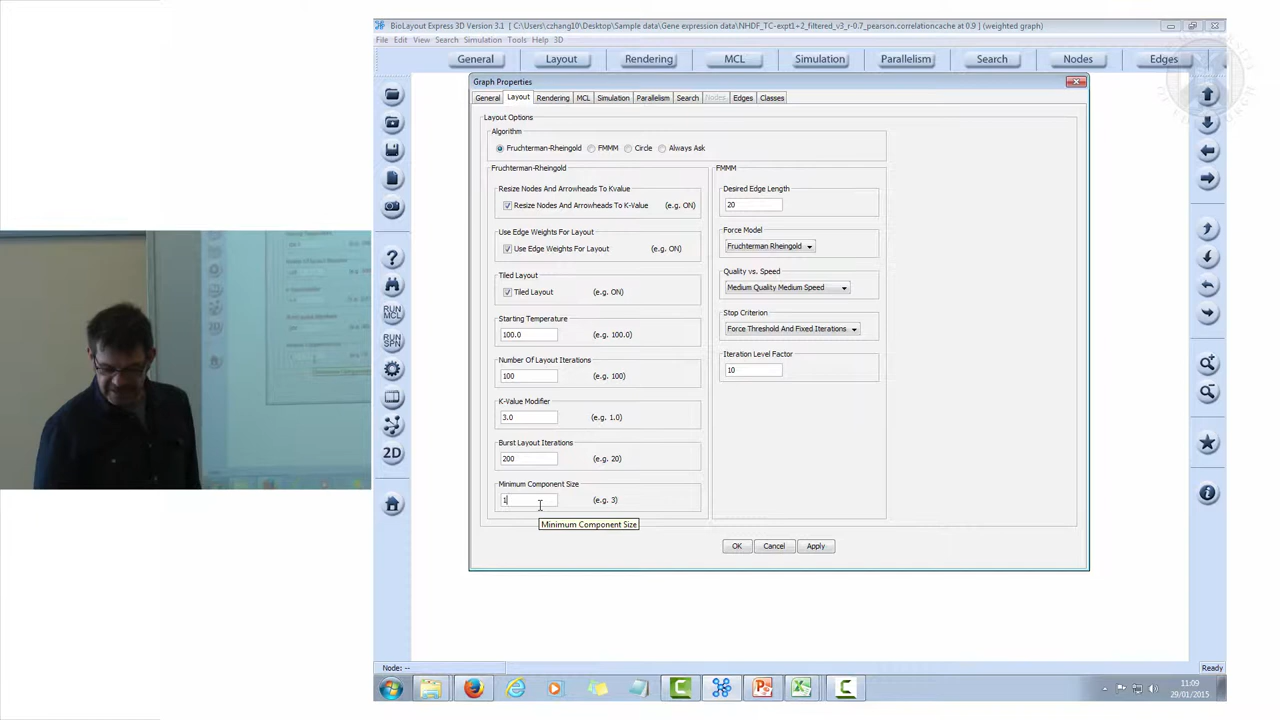 BioLayout Express 3D Version 3.1 [ C:\Users\czhang10\Desktop\Sample data\Gene expression data\NHDF_TC-expt1+2_filtered_v3_r-0.7_pearson.correlationcache at 0.9 ] (weighted graph)
File Edit View Search Simulation Tools Help 3D
General Layout Rendering MCL Simulation Parallelism Search Nodes Edges
Graph Properties
General Layout Rendering MCL Simulation Parallelism Search Nodes Edges Classes
Layout Options
Algorithm
Fruchterman-Rheingold FMMM Circle Always Ask
Fruchterman-Rheingold
Resize Nodes And Arrowheads To Kvalue
Resize Nodes And Arrowheads To K-Value (e.g. ON)
Use Edge Weights For Layout
Use Edge Weights For Layout (e.g. ON)
Tiled Layout
Tiled Layout (e.g. ON)
Starting Temperature
100.0 (e.g. 100.0)
Number Of Layout Iterations
100 (e.g. 100)
K-Value Modifier
3.0 (e.g. 1.0)
Burst Layout Iterations
200 (e.g. 20)
Minimum Component Size
1 (e.g. 3)
Minimum Component Size
FMMM
Desired Edge Length
20
Force Model
Fruchterman Rheingold
Quality vs. Speed
Medium Quality Medium Speed
Stop Criterion
Force Threshold And Fixed Iterations
Iteration Level Factor
10
OK Cancel Apply
?
RUN
MCL
RUN
SPN
2D
Node: --
Ready
11:09
29/01/2015